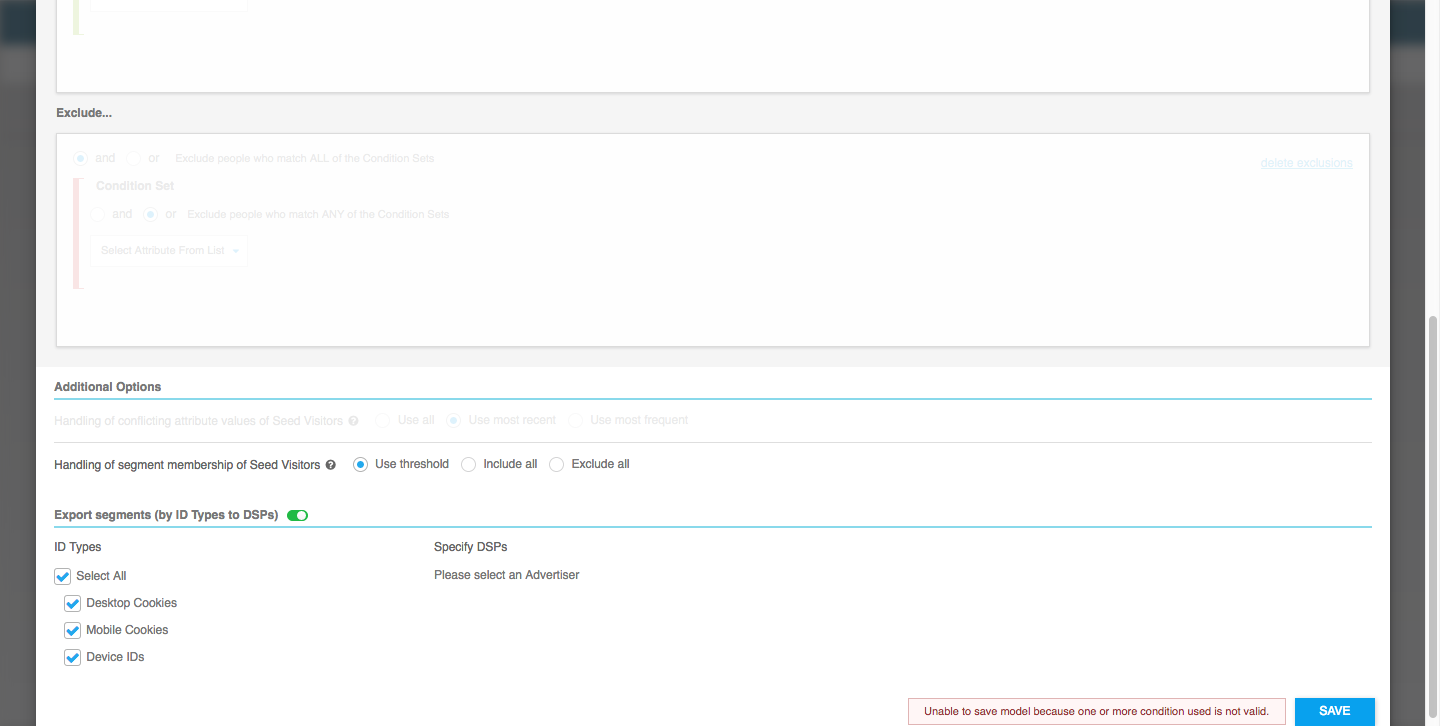 Exclude...
and or Exclude people who match ALL of the Condition Sets
delete exclusions
Condition Set
and or Exclude people who match ANY of the Condition Sets
Select Attribute From List
Additional Options
Handling of conflicting attribute values of Seed Visitors ? Use all Use most recent Use most frequent
Handling of segment membership of Seed Visitors ? Use threshold Include all Exclude all
Export segments (by ID Types to DSPs)
ID Types
Specify DSPs
Select All
Please select an Advertiser
Desktop Cookies
Mobile Cookies
Device IDs
Unable to save model because one or more condition used is not valid.
SAVE